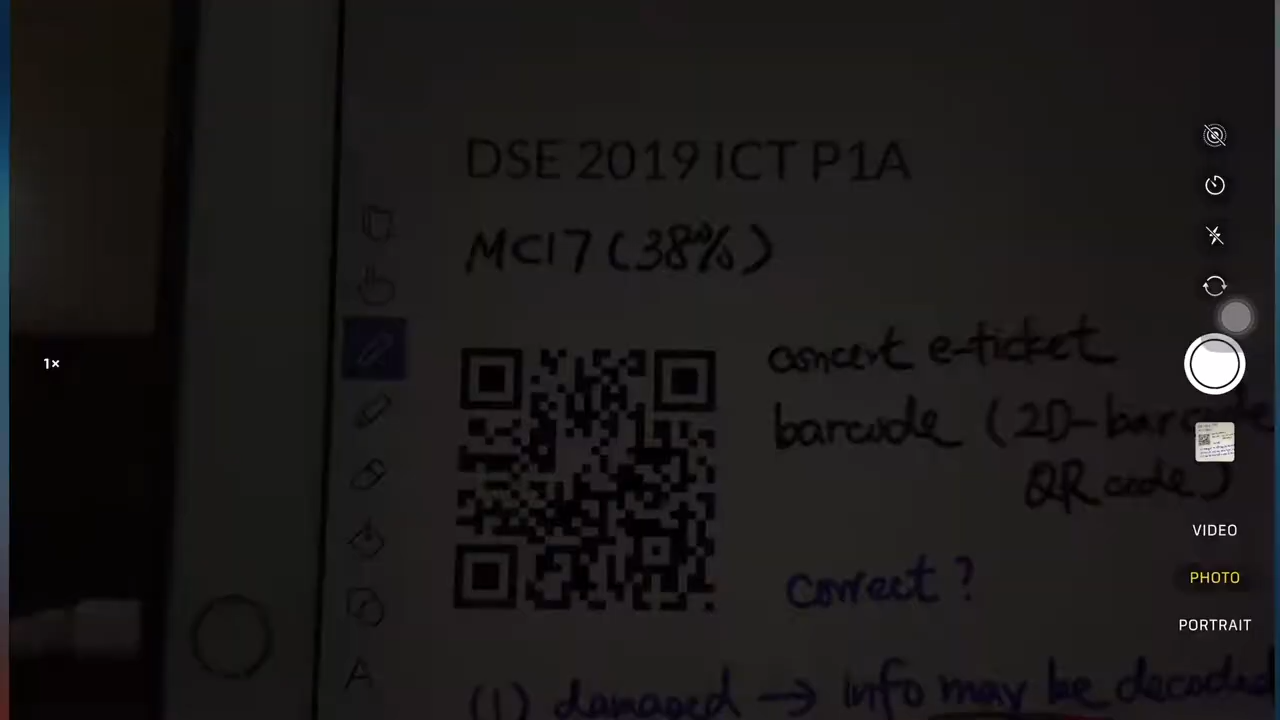 DSE 2019 ICT P1A
MC17 (38%)
concert e-ticket
barcode (2D-barcode
QR code)
correct ?
(1) damaged → info may be decoded
A
1×
VIDEO
PHOTO
PORTRAIT